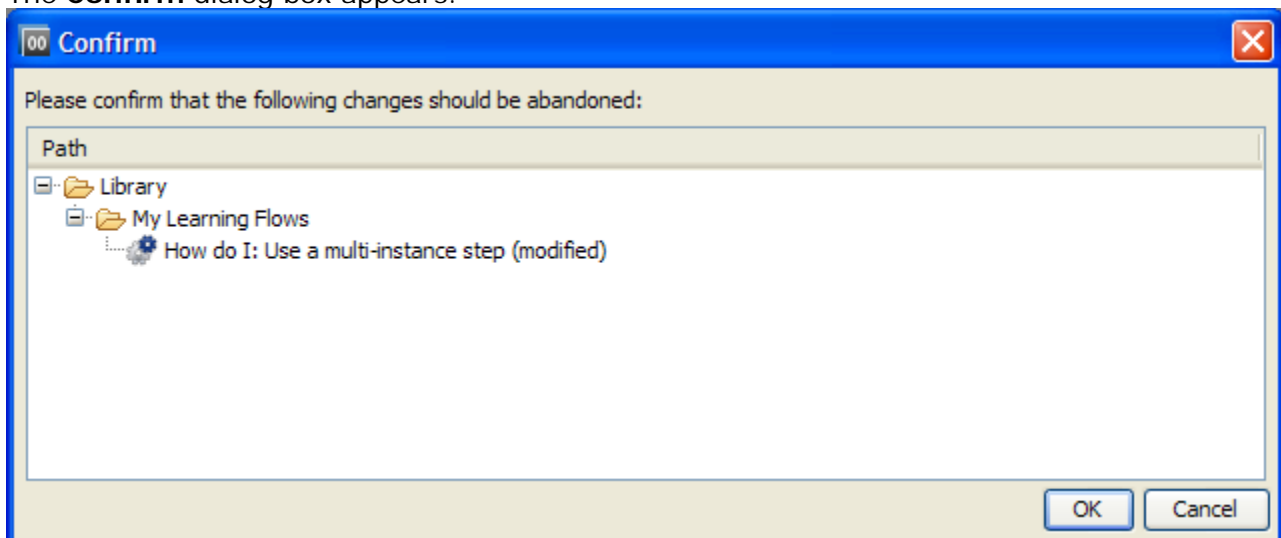 The Confirm dialog box appears.
00 Confirm
Please confirm that the following changes should be abandoned:
Path
Library
My Learning Flows
How do I: Use a multi-instance step (modified)
OK Cancel